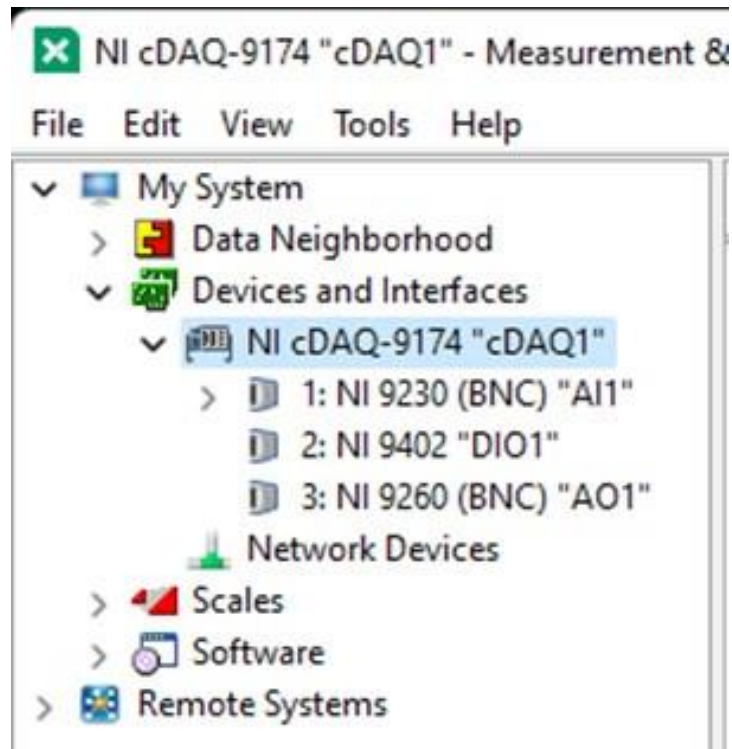 NI cDAQ-9174 "cDAQ1" - Measurement &
File Edit View Tools Help
My System
Data Neighborhood
Devices and Interfaces
NI cDAQ-9174 "cDAQ1"
1: NI 9230 (BNC) "AI1"
2: NI 9402 "DIO1"
3: NI 9260 (BNC) "AO1"
Network Devices
Scales
Software
Remote Systems